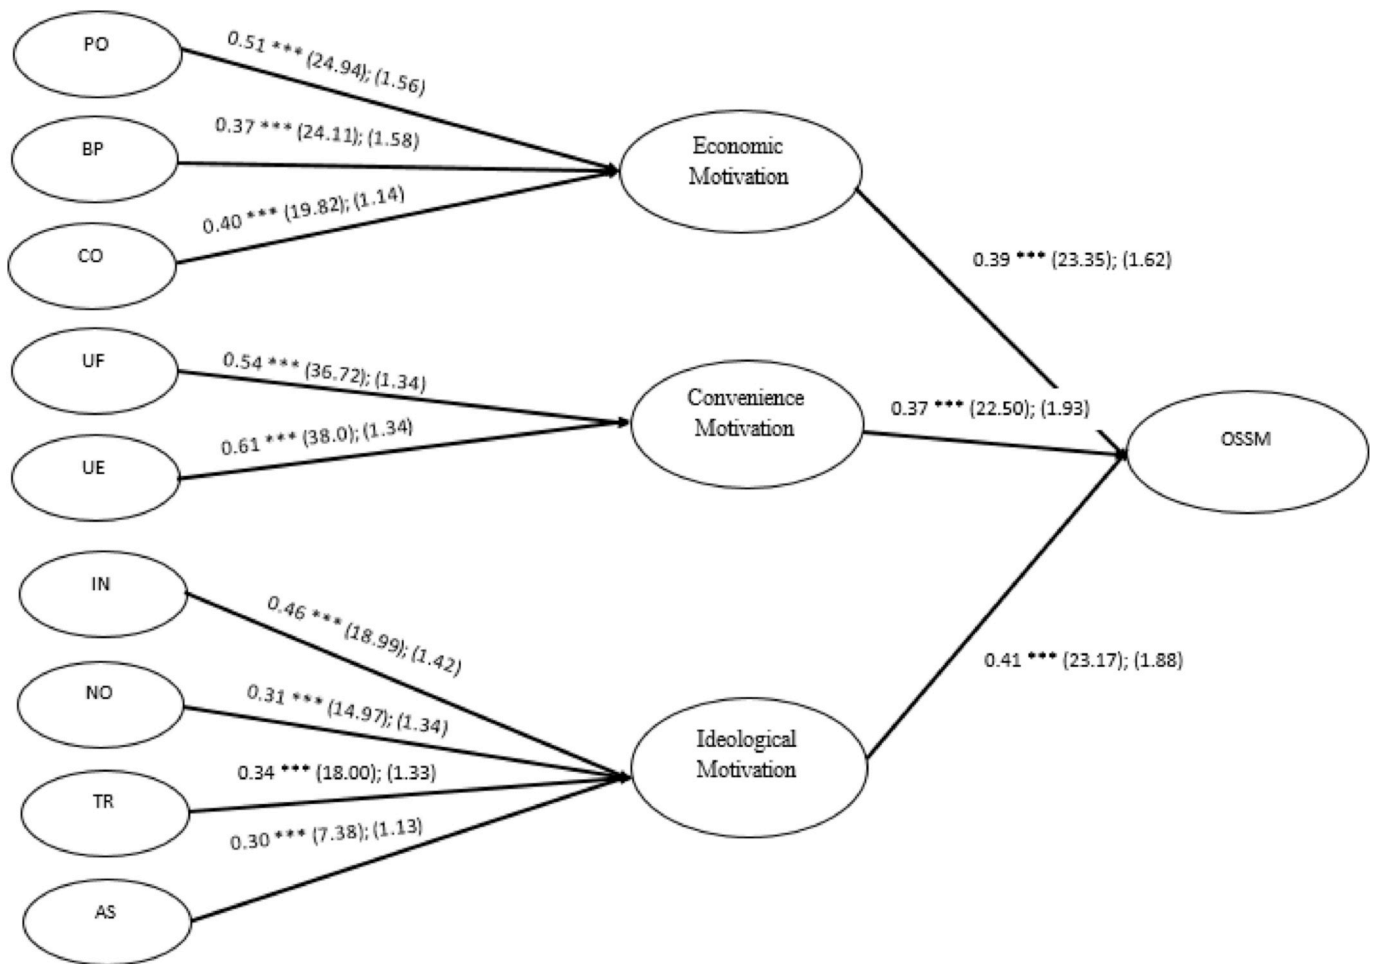 PO
0.51 *** (24.94); (1.56)
BP
0.37 *** (24.11); (1.58)
CO
0.40 *** (19.82); (1.14)
Economic
Motivation
0.39 *** (23.35); (1.62)
UF
0.54 *** (36.72); (1.34)
UE
0.61 *** (38.0); (1.34)
Convenience
Motivation
0.37 *** (22.50); (1.93)
OSSM
IN
0.46 *** (18.99); (1.42)
NO
0.31 *** (14.97); (1.34)
TR
0.34 *** (18.00); (1.33)
AS
0.30 *** (7.38); (1.13)
Ideological
Motivation
0.41 *** (23.17); (1.88)